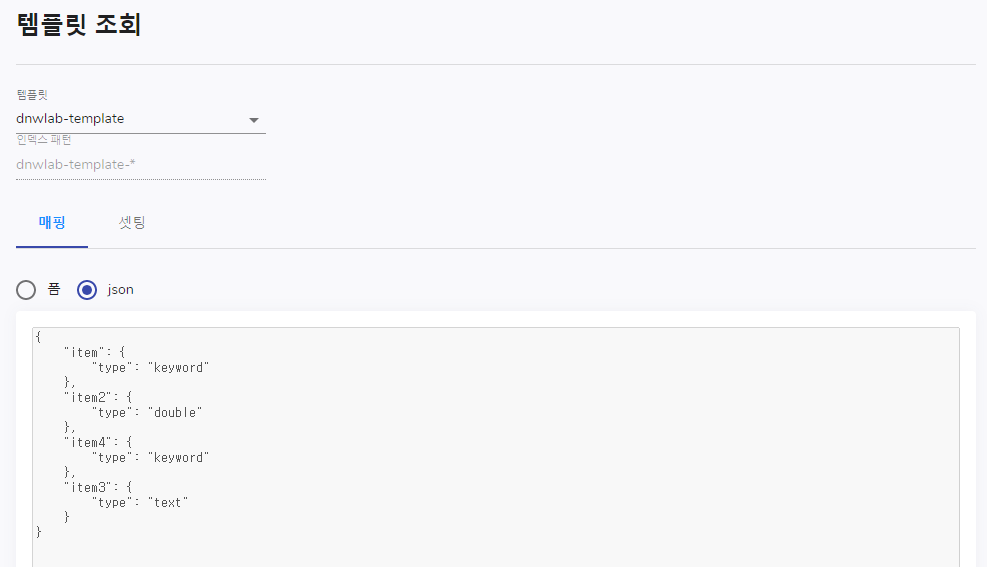 템플릿 조회
템플릿
dnwlab-template
인덱스 패턴
dnwlab-template-*
매핑 셋팅
폼 json
{
    "item": {
        "type": "keyword"
    },
    "item2": {
        "type": "double"
    },
    "item4": {
        "type": "keyword"
    },
    "item3": {
        "type": "text"
    }
}